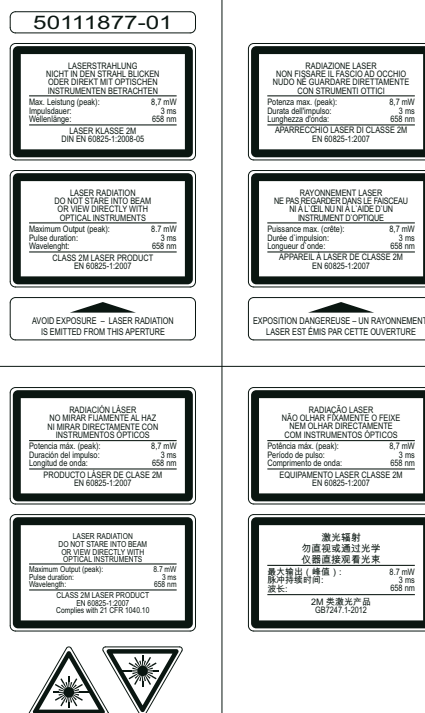 50111877-01
LASERSTRAHLUNG
NICHT IN DEN STRAHL BLICKEN
ODER DIREKT MIT OPTISCHEN
INSTRUMENTEN BETRACHTEN
Max. Leistung (peak): 8,7 mW
Impulsdauer: 3 ms
Wellenlänge: 658 nm
LASER KLASSE 2M
DIN EN 60825-1:2008-05
LASER RADIATION
DO NOT STARE INTO BEAM
OR VIEW DIRECTLY WITH
OPTICAL INSTRUMENTS
Maximum Output (peak): 8,7 mW
Pulse duration: 3 ms
Wavelenght: 658 nm
CLASS 2M LASER PRODUCT
EN 60825-1:2007
AVOID EXPOSURE – LASER RADIATION
IS EMITTED FROM THIS APERTURE
RADIAZIONE LASER
NON FISSARE IL FASCIO AD OCCHIO
NUDO NÉ GUARDARE DIRETTAMENTE
CON STRUMENTI OTTICI
Potenza max. (peak): 8,7 mW
Durata dell'impulso: 3 ms
Lunghezza d'onda: 658 nm
APARRECCHIO LASER DI CLASSE 2M
EN 60825-1:2007
RAYONNEMENT LASER
NE PAS REGARDER DANS LE FAISCEAU
NI À L´ŒIL NU NI À L´AIDE D´UN
INSTRUMENT D´OPTIQUE
Puissance max. (crête): 8,7 mW
Durée d´impulsion: 3 ms
Longueur d´onde: 658 nm
APPAREIL À LASER DE CLASSE 2M
EN 60825-1:2007
EXPOSITION DANGEREUSE – UN RAYONNEMENT
LASER EST ÉMIS PAR CETTE OUVERTURE
RADIACIÓN LÁSER
NO MIRAR FIJAMENTE AL HAZ
NI MIRAR DIRECTAMENTE CON
INSTRUMENTOS ÓPTICOS
Potencia máx. (peak): 8,7 mW
Duración del impulso: 3 ms
Longitud de onda: 658 nm
PRODUCTO LÁSER DE CLASE 2M
EN 60825-1:2007
LASER RADIATION
DO NOT STARE INTO BEAM
OR VIEW DIRECTLY WITH
OPTICAL INSTRUMENTS
Maximum Output (peak): 8.7 mW
Pulse duration: 3 ms
Wavelength: 658 nm
CLASS 2M LASER PRODUCT
EN 60825-1:2007
Complies with 21 CFR 1040.10
RADIAÇÃO LASER
NÃO OLHAR FIXAMENTE O FEIXE
NEM OLHAR DIRECTAMENTE
COM INSTRUMENTOS ÓPTICOS
Potência máx. (peak): 8,7 mW
Período de pulso: 3 ms
Comprimento de onda: 658 nm
EQUIPAMENTO LASER CLASSE 2M
EN 60825-1:2007
激光辐射
勿直视或通过光学
仪器直接观看光束
最大输出（峰值）: 8.7 mW
脉冲持续时间: 3 ms
波长: 658 nm
2M 类激光产品
GB7247.1-2012